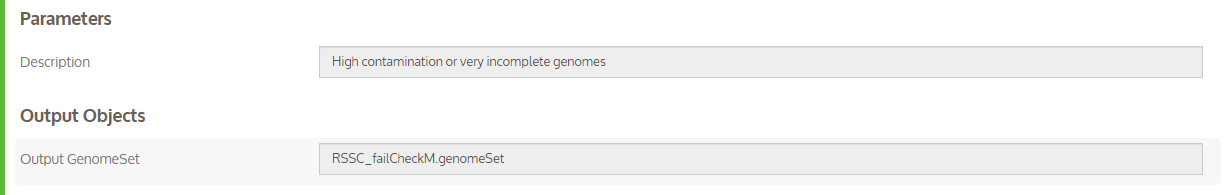 Parameters
Description
High contamination or very incomplete genomes
Output Objects
Output GenomeSet
RSSC_failCheckM.genomeSet